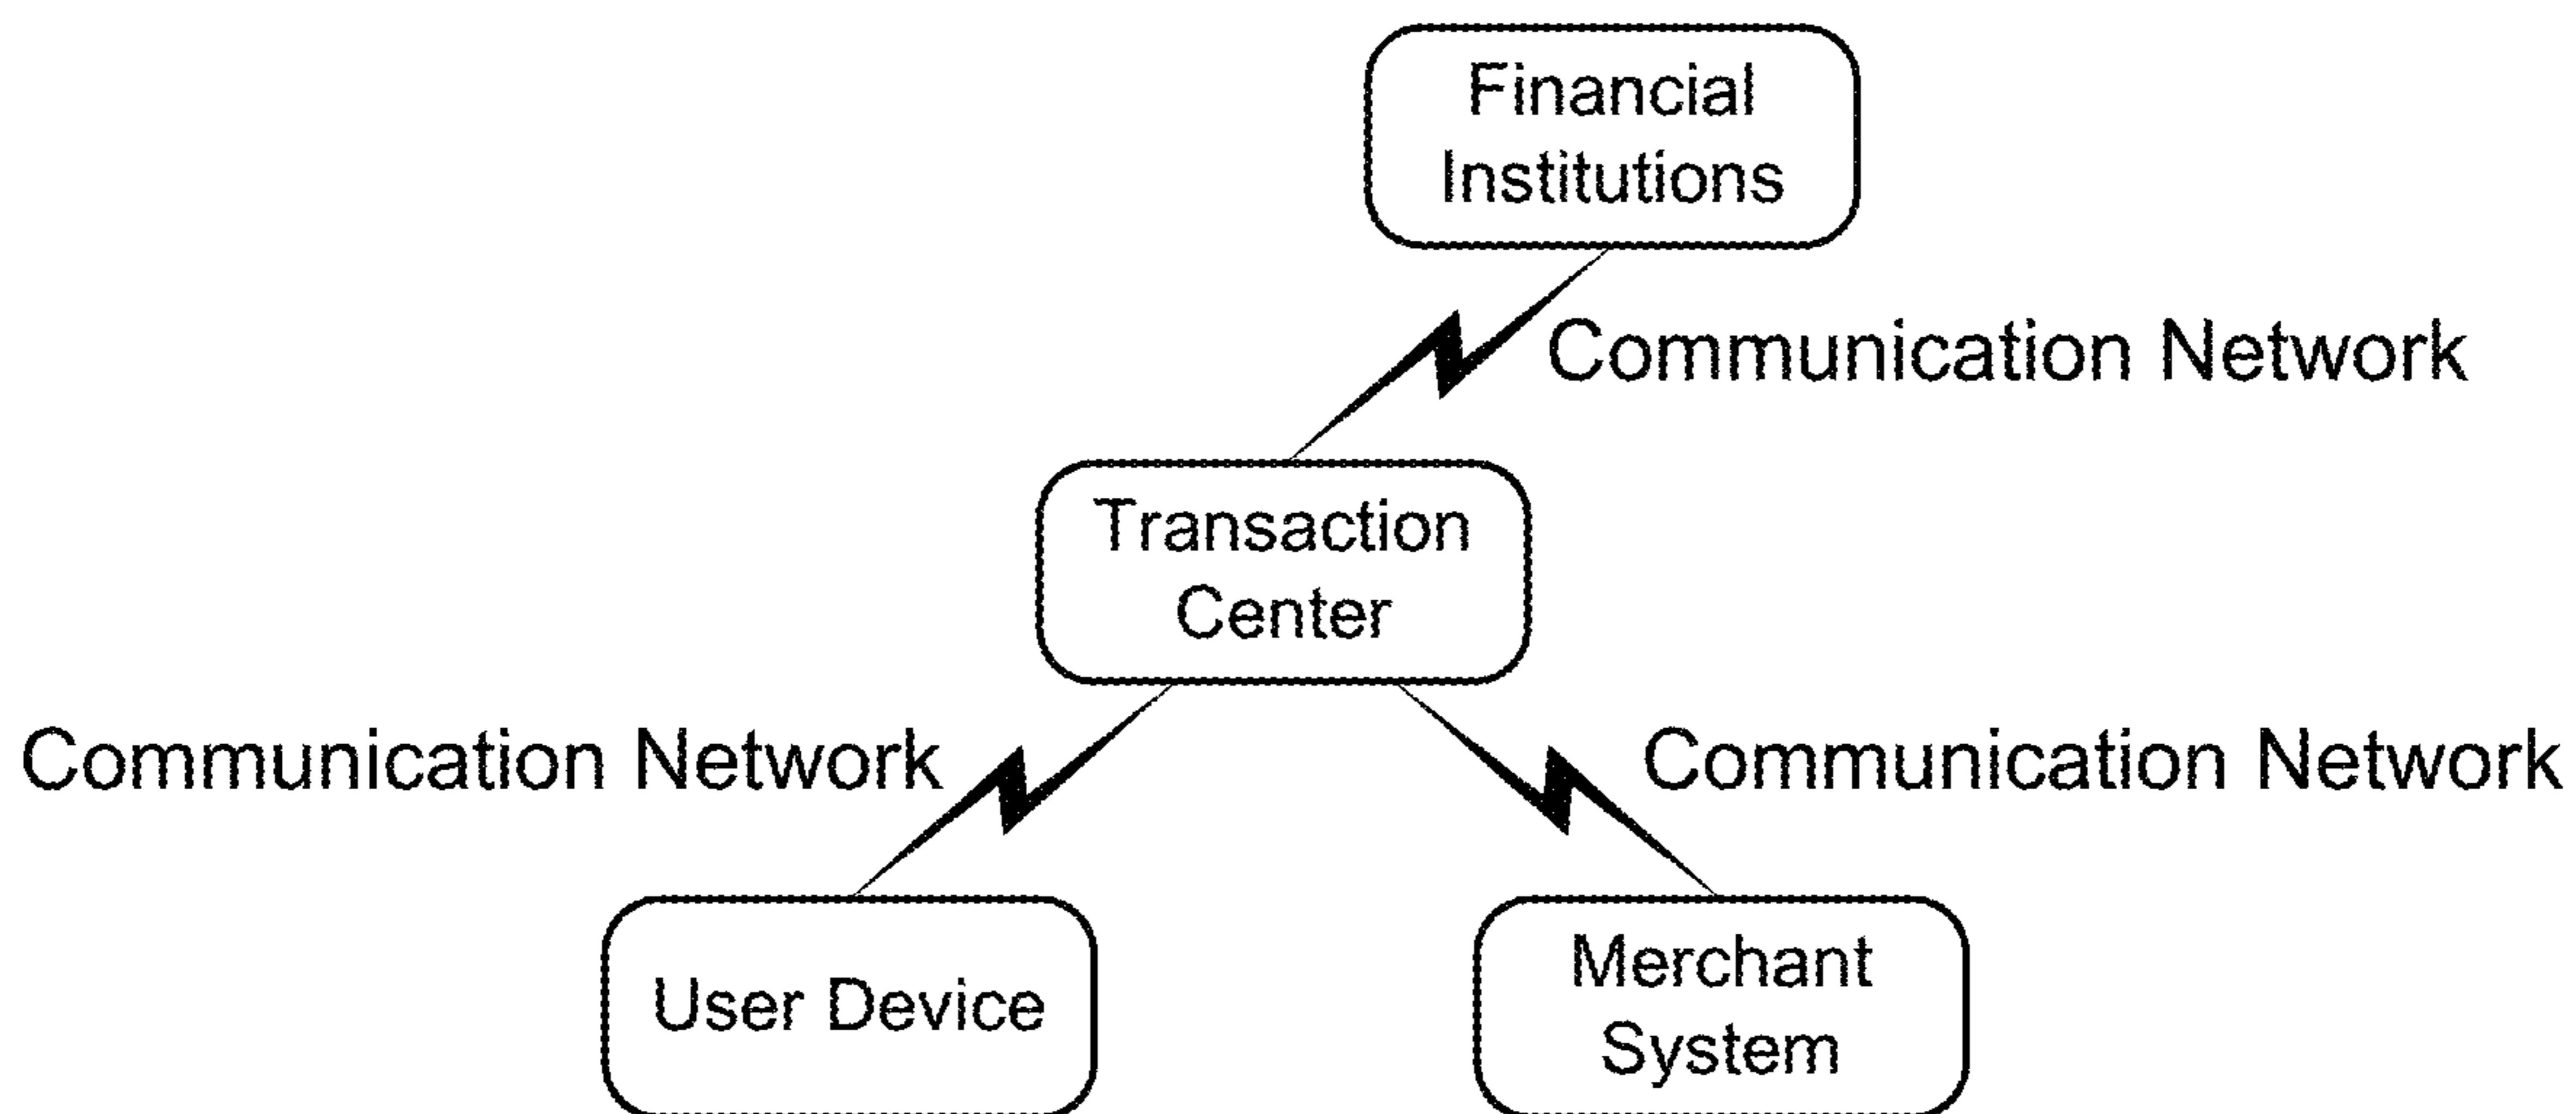 Financial
Institutions
Communication Network
Transaction
Center
Communication Network
Communication Network
User Device
Merchant
System